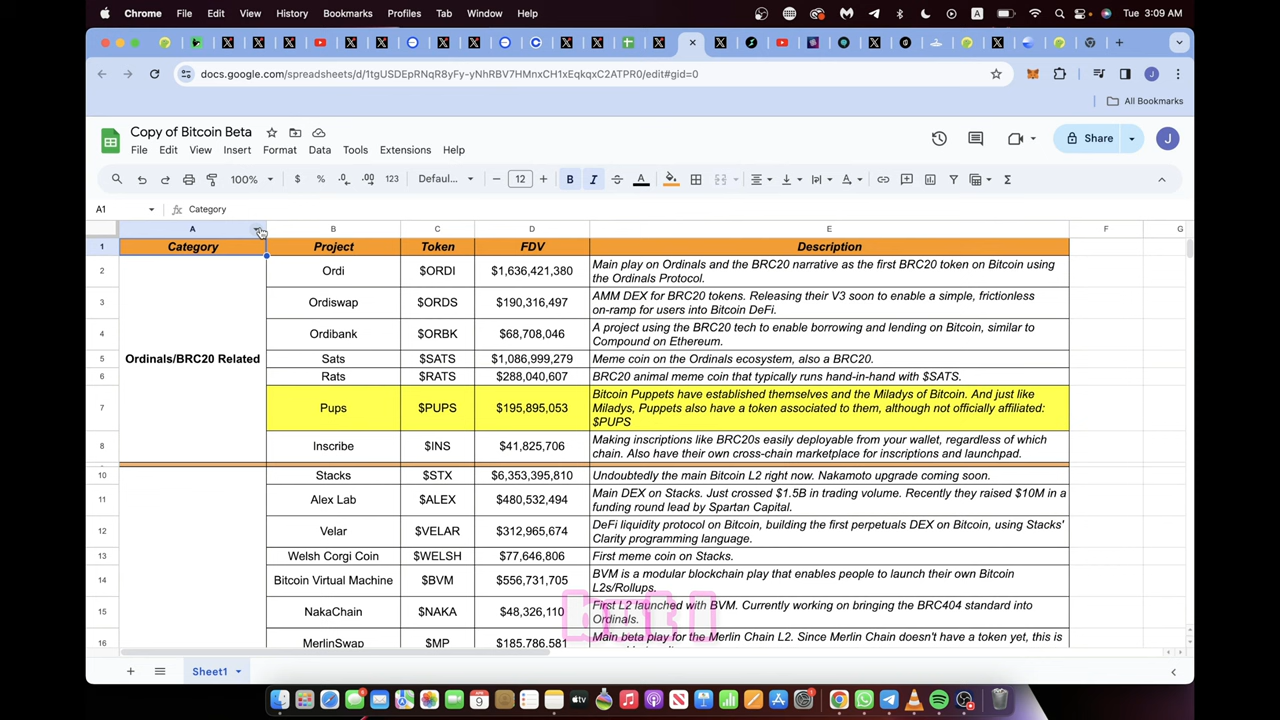 Chrome File Edit View History Bookmarks Profiles Tab Window Help
A
Tue 3:09 AM
docs.google.com/spreadsheets/d/1tgUSDEpRNqR8yFy-yNhRBV7HMnxCH1xEqkqxC2ATPR0/edit#gid=0
J
All Bookmarks
Copy of Bitcoin Beta
File Edit View Insert Format Data Tools Extensions Help
Share
J
100% $ % .0 .00 123 Defaul... 12 B I A
A1 Category
A B C D E F G
1 Category Project Token FDV Description
2 Ordi $ORDI $1,636,421,380 Main play on Ordinals and the BRC20 narrative as the first BRC20 token on Bitcoin using
the Ordinals Protocol.
3 Ordiswap $ORDS $190,316,497 AMM DEX for BRC20 tokens. Releasing their V3 soon to enable a simple, frictionless
on-ramp for users into Bitcoin DeFi.
4 Ordibank $ORBK $68,708,046 A project using the BRC20 tech to enable borrowing and lending on Bitcoin, similar to
Compound on Ethereum.
5 Ordinals/BRC20 Related Sats $SATS $1,086,999,279 Meme coin on the Ordinals ecosystem, also a BRC20.
6 Rats $RATS $288,040,607 BRC20 animal meme coin that typically runs hand-in-hand with $SATS.
7 Pups $PUPS $195,895,053 Bitcoin Puppets have established themselves and the Miladys of Bitcoin. And just like
Miladys, Puppets also have a token associated to them, although not officially affiliated:
$PUPS
8 Inscribe $INS $41,825,706 Making inscriptions like BRC20s easily deployable from your wallet, regardless of which
chain. Also have their own cross-chain marketplace for inscriptions and launchpad.
10 Stacks $STX $6,353,395,810 Undoubtedly the main Bitcoin L2 right now. Nakamoto upgrade coming soon.
11 Alex Lab $ALEX $480,532,494 Main DEX on Stacks. Just crossed $1.5B in trading volume. Recently they raised $10M in a
funding round lead by Spartan Capital.
12 Velar $VELAR $312,965,674 DeFi liquidity protocol on Bitcoin, building the first perpetuals DEX on Bitcoin, using Stacks'
Clarity programming language.
13 Welsh Corgi Coin $WELSH $77,646,806 First meme coin on Stacks.
14 Bitcoin Virtual Machine $BVM $556,731,705 BVM is a modular blockchain play that enables people to launch their own Bitcoin
L2s/Rollups.
15 NakaChain $NAKA $48,326,110 First L2 launched with BVM. Currently working on bringing the BRC404 standard into
Ordinals.
16 MerlinSwap $MP $185,786,581 Main beta play for the Merlin Chain L2. Since Merlin Chain doesn't have a token yet, this is
Sheet1